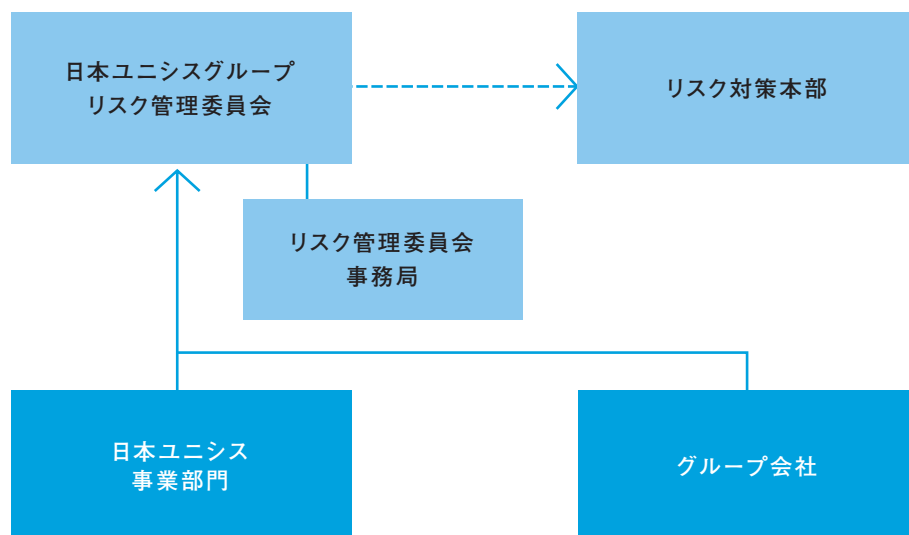 日本ユニシスグループ
リスク管理委員会
リスク対策本部
リスク管理委員会
事務局
日本ユニシス
事業部門
グループ会社